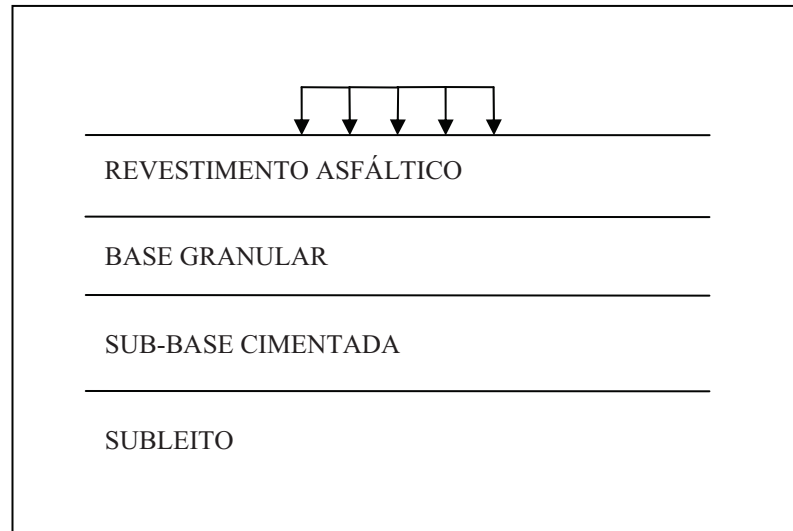 REVESTIMENTO ASFÁLTICO
BASE GRANULAR
SUB-BASE CIMENTADA
SUBLEITO